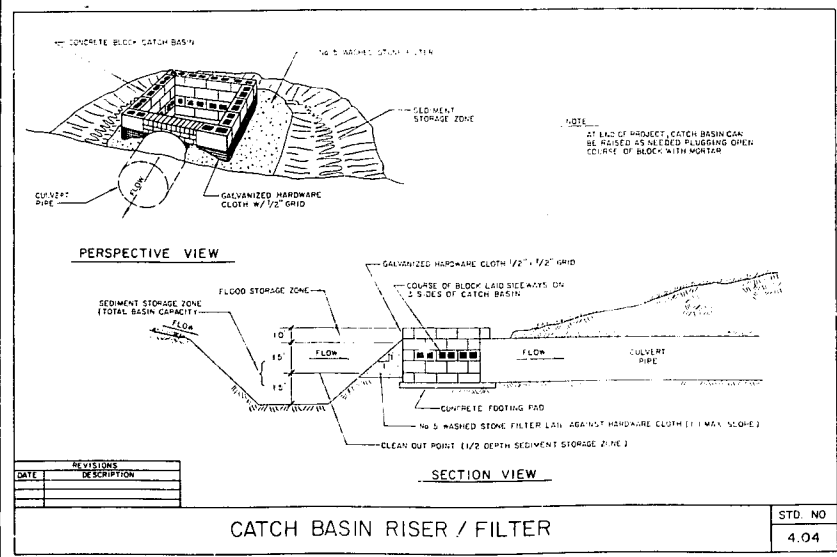 CONCRETE BLOCK CATCH BASIN
No 5 WASHED STONE FILTER
SEDIMENT
STORAGE ZONE
NOTE
AT END OF PROJECT, CATCH BASIN CAN
BE RAISED AS NEEDED PLUGGING OPEN
COURSE OF BLOCK WITH MORTAR
CULVERT
PIPE
FLOW
GALVANIZED HARDWARE
CLOTH W/ 1/2" GRID
PERSPECTIVE VIEW
GALVANIZED HARDWARE CLOTH 1/2" x 1/2" GRID
FLOOD STORAGE ZONE
COURSE OF BLOCK LAID SIDEWAYS ON
3 SIDES OF CATCH BASIN
SEDIMENT STORAGE ZONE
(TOTAL BASIN CAPACITY)
FLOW
1.0'
1.5'
FLOW
1
1
FLOW
CULVERT
PIPE
1.5'
CONCRETE FOOTING PAD
No 5 WASHED STONE FILTER LAID AGAINST HARDWARE CLOTH (1:1 MAX SLOPE)
CLEAN OUT POINT (1/2 DEPTH SEDIMENT STORAGE ZONE)
REVISIONS
DATE DESCRIPTION
SECTION VIEW
CATCH BASIN RISER / FILTER
STD. NO
4.04